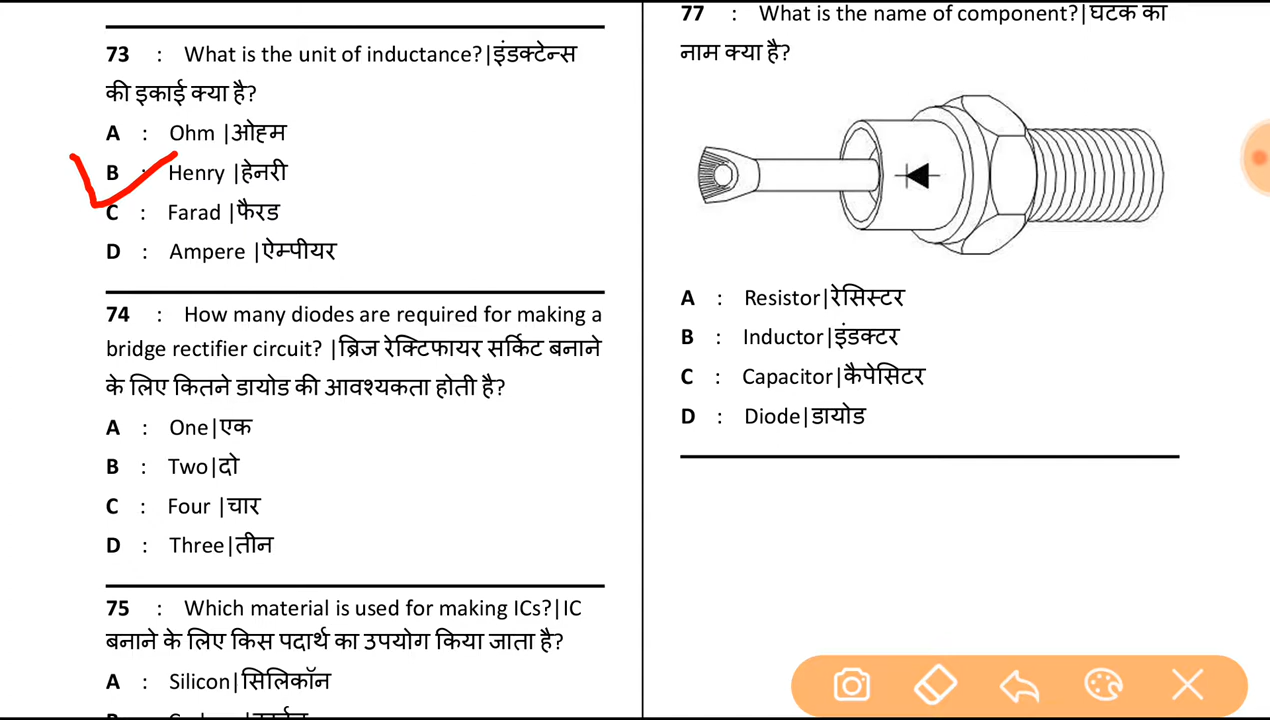 73 : What is the unit of inductance?|इंडक्टेन्स
की इकाई क्या है?
A : Ohm |ओह्म
B : Henry |हेनरी
C : Farad |फैरड
D : Ampere |ऐम्पीयर
74 : How many diodes are required for making a
bridge rectifier circuit? |ब्रिज रेक्टिफायर सर्किट बनाने
के लिए कितने डायोड की आवश्यकता होती है?
A : One|एक
B : Two|दो
C : Four |चार
D : Three|तीन
75 : Which material is used for making ICs?|IC
बनाने के लिए किस पदार्थ का उपयोग किया जाता है?
A : Silicon|सिलिकॉन
77 : What is the name of component?|घटक का
नाम क्या है?
A : Resistor|रेसिस्टर
B : Inductor|इंडक्टर
C : Capacitor|कैपेसिटर
D : Diode|डायोड